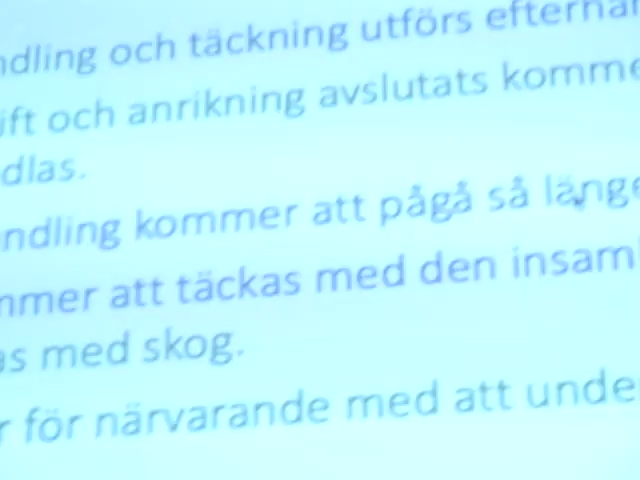 ndling och täckning utförs efterha
ift och anrikning avslutats komme
dlas.
ndling kommer att pågå så länge
mmer att täckas med den insaml
as med skog.
r för närvarande med att unde